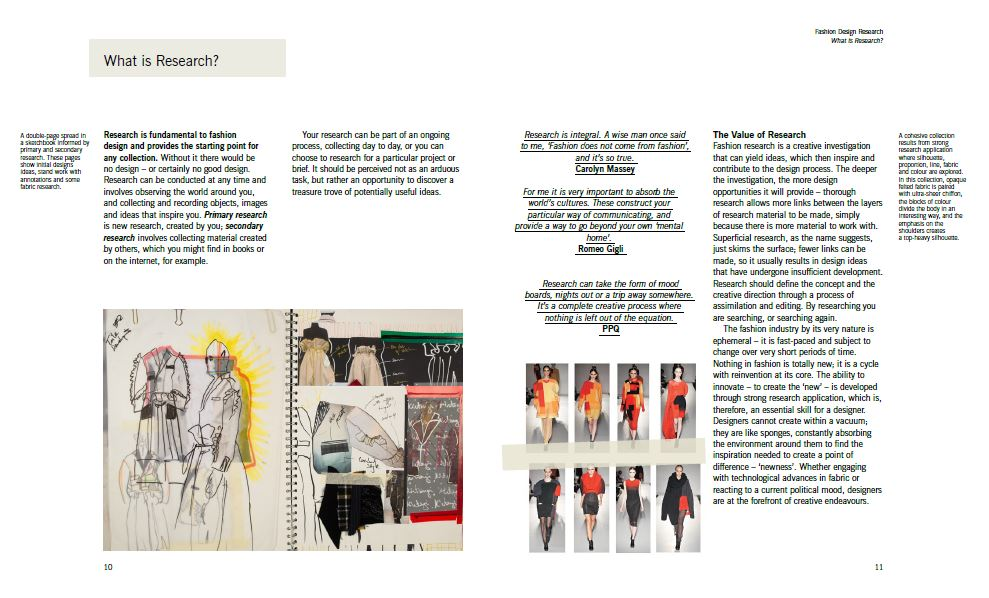 Fashion Design Research
What is Research?
What is Research?
A double-page spread in
a sketchbook informed by
primary and secondary
research. These pages
show initial designs
ideas, stand work with
annotations and some
fabric research.
Research is fundamental to fashion
design and provides the starting point for
any collection. Without it there would be
no design – or certainly no good design.
Research can be conducted at any time and
involves observing the world around you,
and collecting and recording objects, images
and ideas that inspire you. Primary research
is new research, created by you; secondary
research involves collecting material created
by others, which you might find in books or
on the internet, for example.
Your research can be part of an ongoing
process, collecting day to day, or you can
choose to research for a particular project or
brief. It should be perceived not as an arduous
task, but rather an opportunity to discover a
treasure trove of potentially useful ideas.
Research is integral. A wise man once said
to me, ‘Fashion does not come from fashion’,
and it’s so true.
Carolyn Massey
For me it is very important to absorb the
world’s cultures. These construct your
particular way of communicating, and
provide a way to go beyond your own ‘mental
home’.
Romeo Gigli
Research can take the form of mood
boards, nights out or a trip away somewhere.
It’s a complete creative process where
nothing is left out of the equation.
PPQ
The Value of Research
Fashion research is a creative investigation
that can yield ideas, which then inspire and
contribute to the design process. The deeper
the investigation, the more design
opportunities it will provide – thorough
research allows more links between the layers
of research material to be made, simply
because there is more material to work with.
Superficial research, as the name suggests,
just skims the surface; fewer links can be
made, so it usually results in design ideas
that have undergone insufficient development.
Research should define the concept and the
creative direction through a process of
assimilation and editing. By researching you
are searching, or searching again.
The fashion industry by its very nature is
ephemeral – it is fast-paced and subject to
change over very short periods of time.
Nothing in fashion is totally new; it is a cycle
with reinvention at its core. The ability to
innovate – to create the ‘new’ – is developed
through strong research application, which is,
therefore, an essential skill for a designer.
Designers cannot create within a vacuum;
they are like sponges, constantly absorbing
the environment around them to find the
inspiration needed to create a point of
difference – ‘newness’. Whether engaging
with technological advances in fabric or
reacting to a current political mood, designers
are at the forefront of creative endeavours.
A cohesive collection
results from strong
research application
where silhouette,
proportion, line, fabric
and colour are explored.
In this collection, opaque
felted fabric is paired
with ultra-sheer chiffon,
the blocks of colour
divide the body in an
interesting way, and the
emphasis on the
shoulders creates
a top-heavy silhouette.
10
11